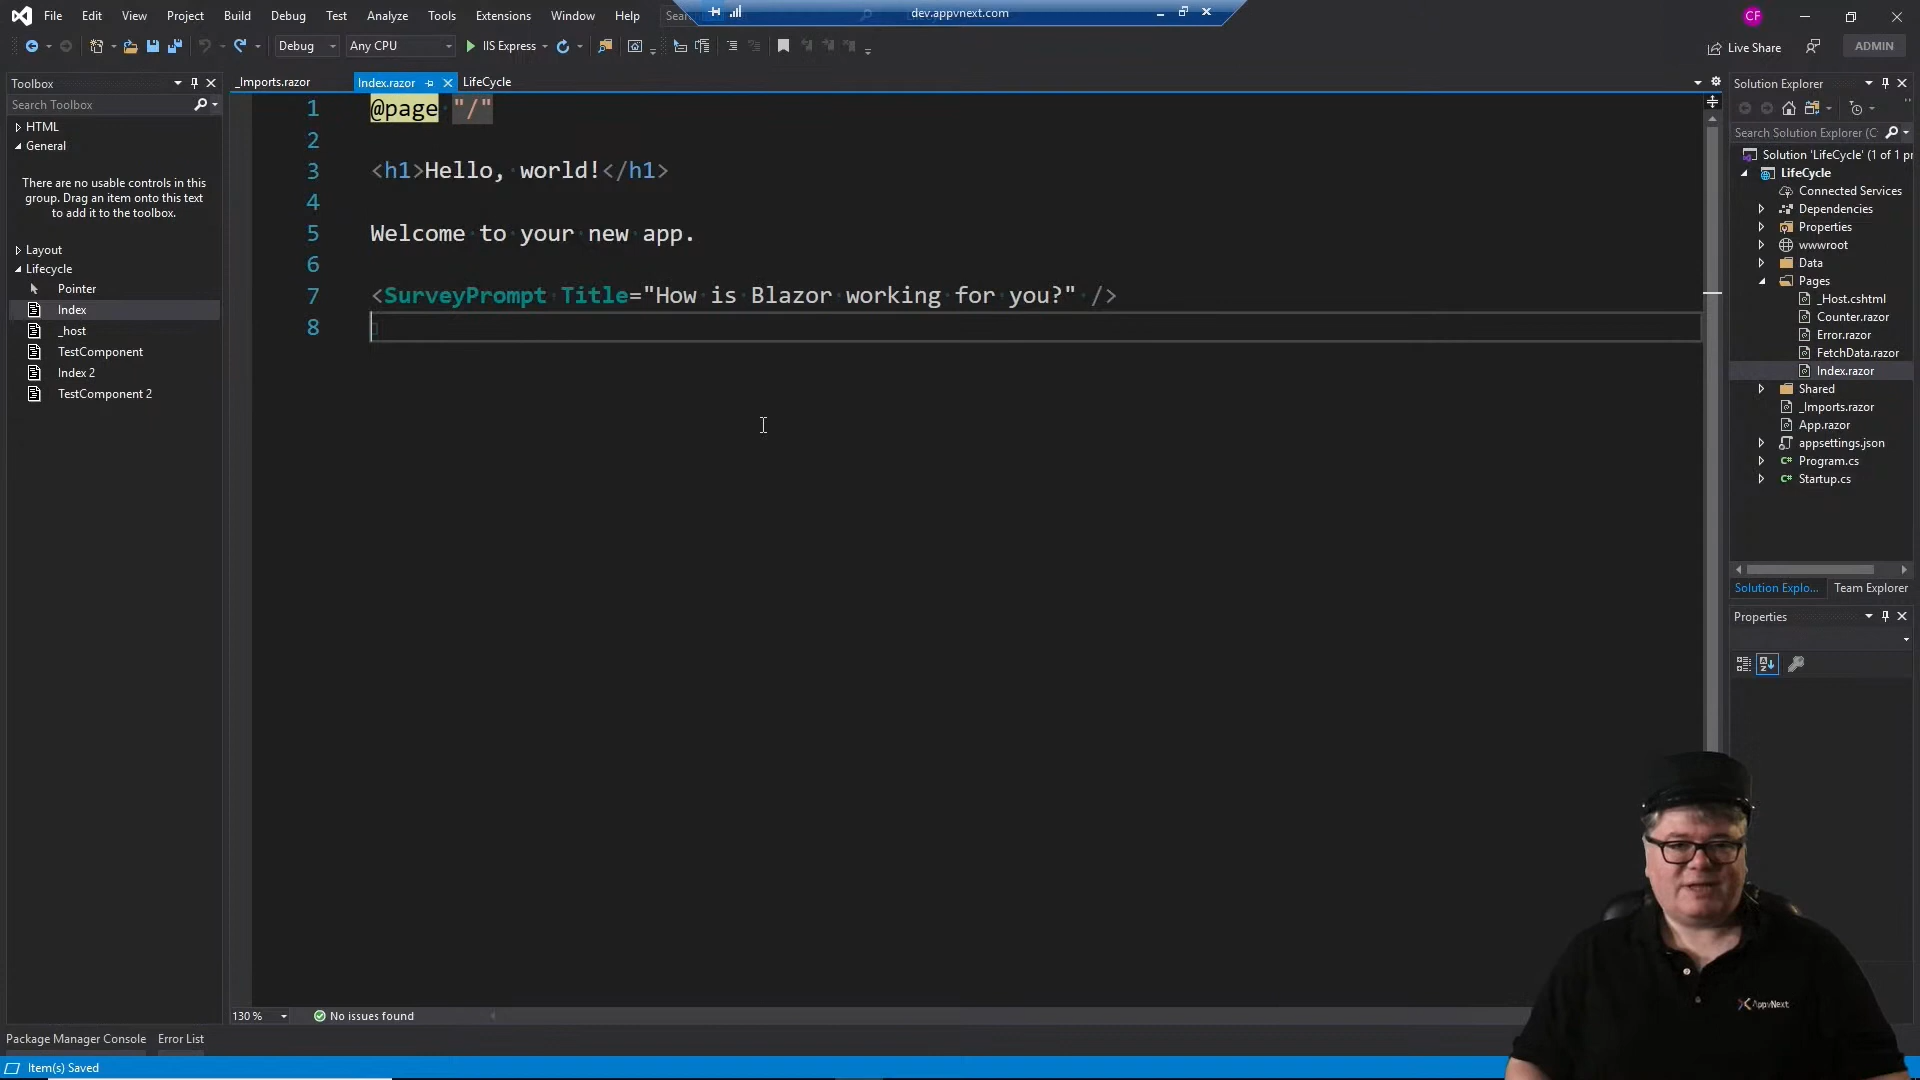 File Edit View Project Build Debug Test Analyze Tools Extensions Window Help
dev.appvnext.com
CF
Debug Any CPU IIS Express
Live Share
ADMIN
Toolbox
Search Toolbox
HTML
General
There are no usable controls in this
group. Drag an item onto this text
to add it to the toolbox.
Layout
Lifecycle
Pointer
Index
_host
TestComponent
Index 2
TestComponent 2
_Imports.razor Index.razor LifeCycle
1 @page "/"
2
3 <h1>Hello, world!</h1>
4
5 Welcome to your new app.
6
7 <SurveyPrompt Title="How is Blazor working for you?" />
8
130 % No issues found
Solution Explorer
Search Solution Explorer (C
Solution 'LifeCycle' (1 of 1 pr
LifeCycle
Connected Services
Dependencies
Properties
wwwroot
Data
Pages
_Host.cshtml
Counter.razor
Error.razor
FetchData.razor
Index.razor
Shared
_Imports.razor
App.razor
appsettings.json
C# Program.cs
C# Startup.cs
Solution Explo... Team Explorer
Properties
AppvNext
Package Manager Console Error List
Item(s) Saved